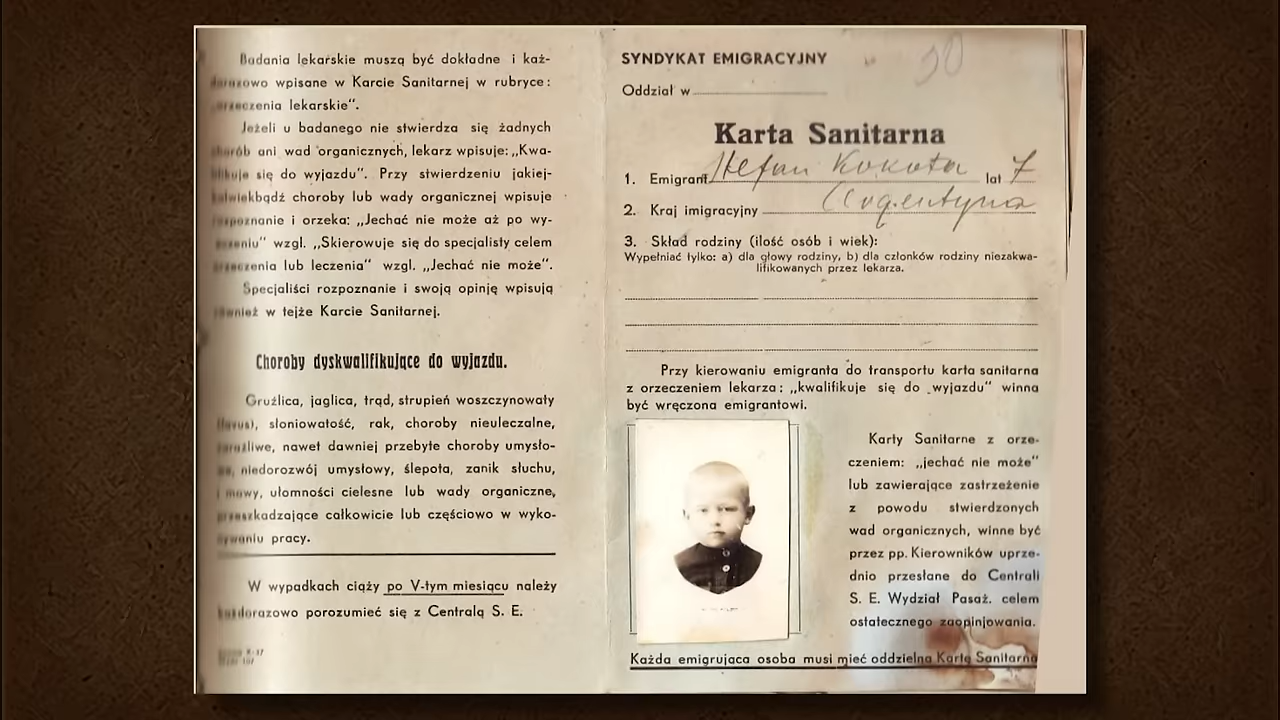 Badania lekarskie muszą być dokładne i każ-
wpisane w Karcie Sanitarnej w rubryce:
orzeczenia lekarskie".
Jeżeli u badanego nie stwierdza się żadnych
chorób ani wad organicznych, lekarz wpisuje: „Kwa-
likuje się do wyjazdu". Przy stwierdzeniu jakiej-
kolwiekbądź choroby lub wady organicznej wpisuje
rozpoznanie i orzeka: „Jechać nie może aż po wy-
leczeniu" wzgl. „Skierowuje się do specjalisty celem
orzeczenia lub leczenia" wzgl. „Jechać nie może".
Specjaliści rozpoznanie i swoją opinję wpisują
również w tejże Karcie Sanitarnej.
Choroby dyskwalifikujące do wyjazdu.
Gruźlica, jaglica, trąd, strupień woszczynowaty
(favus), słoniowatość, rak, choroby nieuleczalne,
zaraźliwe, nawet dawniej przebyte choroby umysło-
we, niedorozwój umysłowy, ślepota, zanik słuchu,
i mowy, ułomności cielesne lub wady organiczne,
przeszkadzające całkowicie lub częściowo w wyko-
nywaniu pracy.
W wypadkach ciąży po V-tym miesiącu należy
każdorazowo porozumieć się z Centralą S. E.
SYNDYKAT EMIGRACYJNY
Oddział w
Karta Sanitarna
1. Emigrant Stefan Kokota lat 7
2. Kraj imigracyjny Argentyna
3. Skład rodziny (ilość osób i wiek):
Wypełniać tylko: a) dla głowy rodziny, b) dla członków rodziny niezakwa-
lifikowanych przez lekarza.
Przy kierowaniu emigranta do transportu karta sanitarna
z orzeczeniem lekarza: „kwalifikuje się do wyjazdu" winna
być wręczona emigrantowi.
Karty Sanitarne z orze-
czeniem: „jechać nie może"
lub zawierające zastrzeżenie
z powodu stwierdzonych
wad organicznych, winne być
przez pp. Kierowników uprze-
dnio przesłane do Centrali
S. E. Wydział Pasaż. celem
ostatecznego zaopinjowania.
Każda emigrująca osoba musi mieć oddzielną Kartę Sanitarną